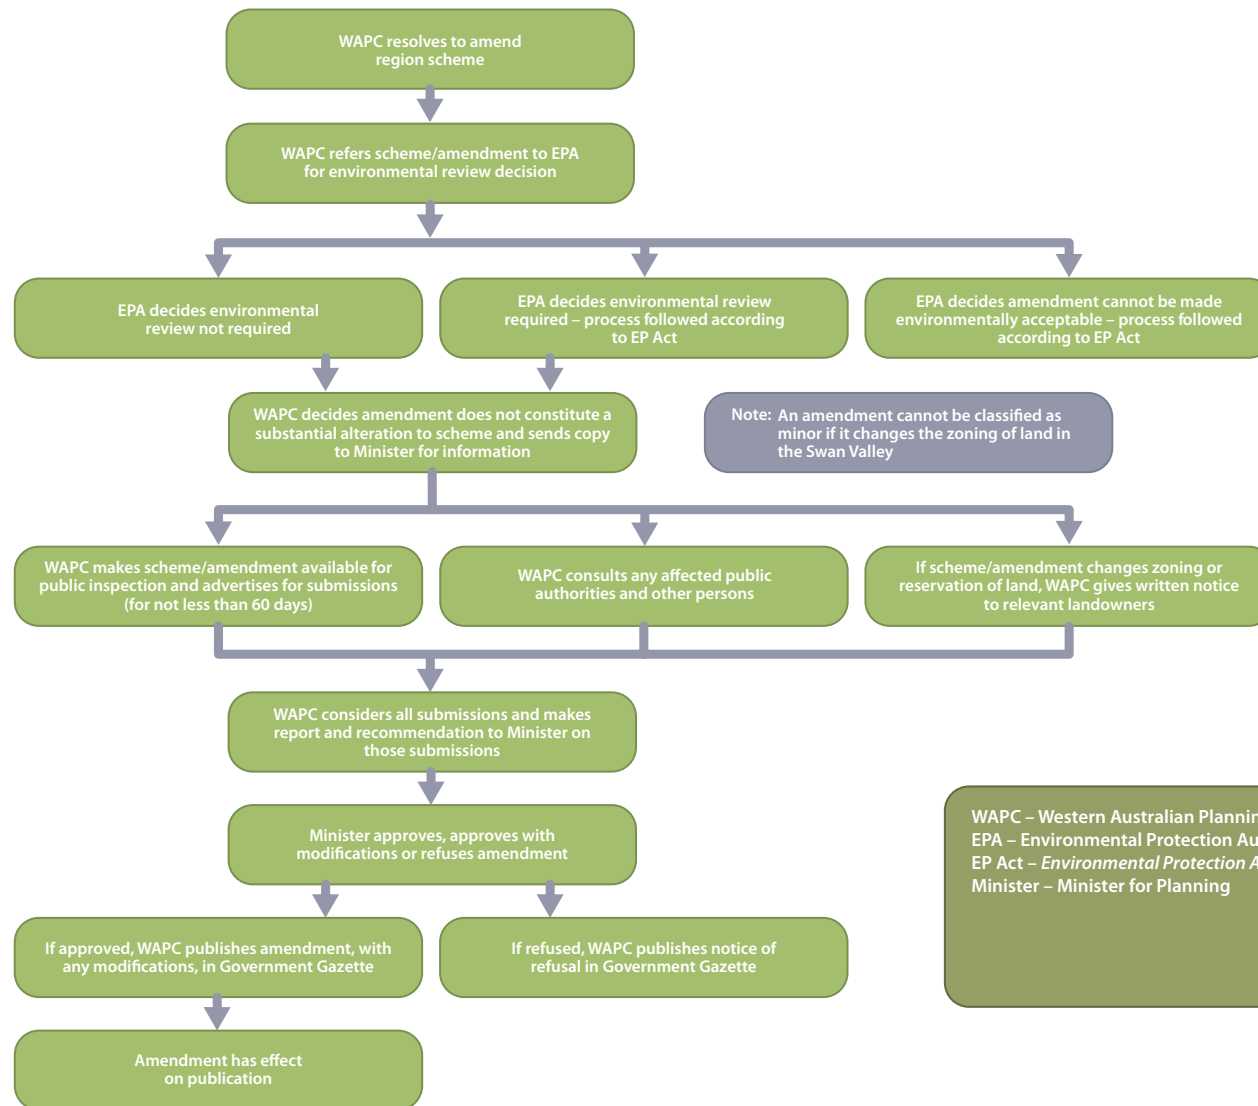 WAPC resolves to amend
region scheme
WAPC refers scheme/amendment to EPA
for environmental review decision
EPA decides environmental
review not required
EPA decides environmental review
required – process followed according
to EP Act
EPA decides amendment cannot be made
environmentally acceptable – process followed
according to EP Act
WAPC decides amendment does not constitute a
substantial alteration to scheme and sends copy
to Minister for information
Note: An amendment cannot be classified as
minor if it changes the zoning of land in
the Swan Valley
WAPC makes scheme/amendment available for
public inspection and advertises for submissions
(for not less than 60 days)
WAPC consults any affected public
authorities and other persons
If scheme/amendment changes zoning or
reservation of land, WAPC gives written notice
to relevant landowners
WAPC considers all submissions and makes
report and recommendation to Minister on
those submissions
Minister approves, approves with
modifications or refuses amendment
If approved, WAPC publishes amendment, with
any modifications, in Government Gazette
If refused, WAPC publishes notice of
refusal in Government Gazette
Amendment has effect
on publication
WAPC – Western Australian
EPA – Environmental Protection
EP Act – Environmental Protection
Minister – Minister for Planning